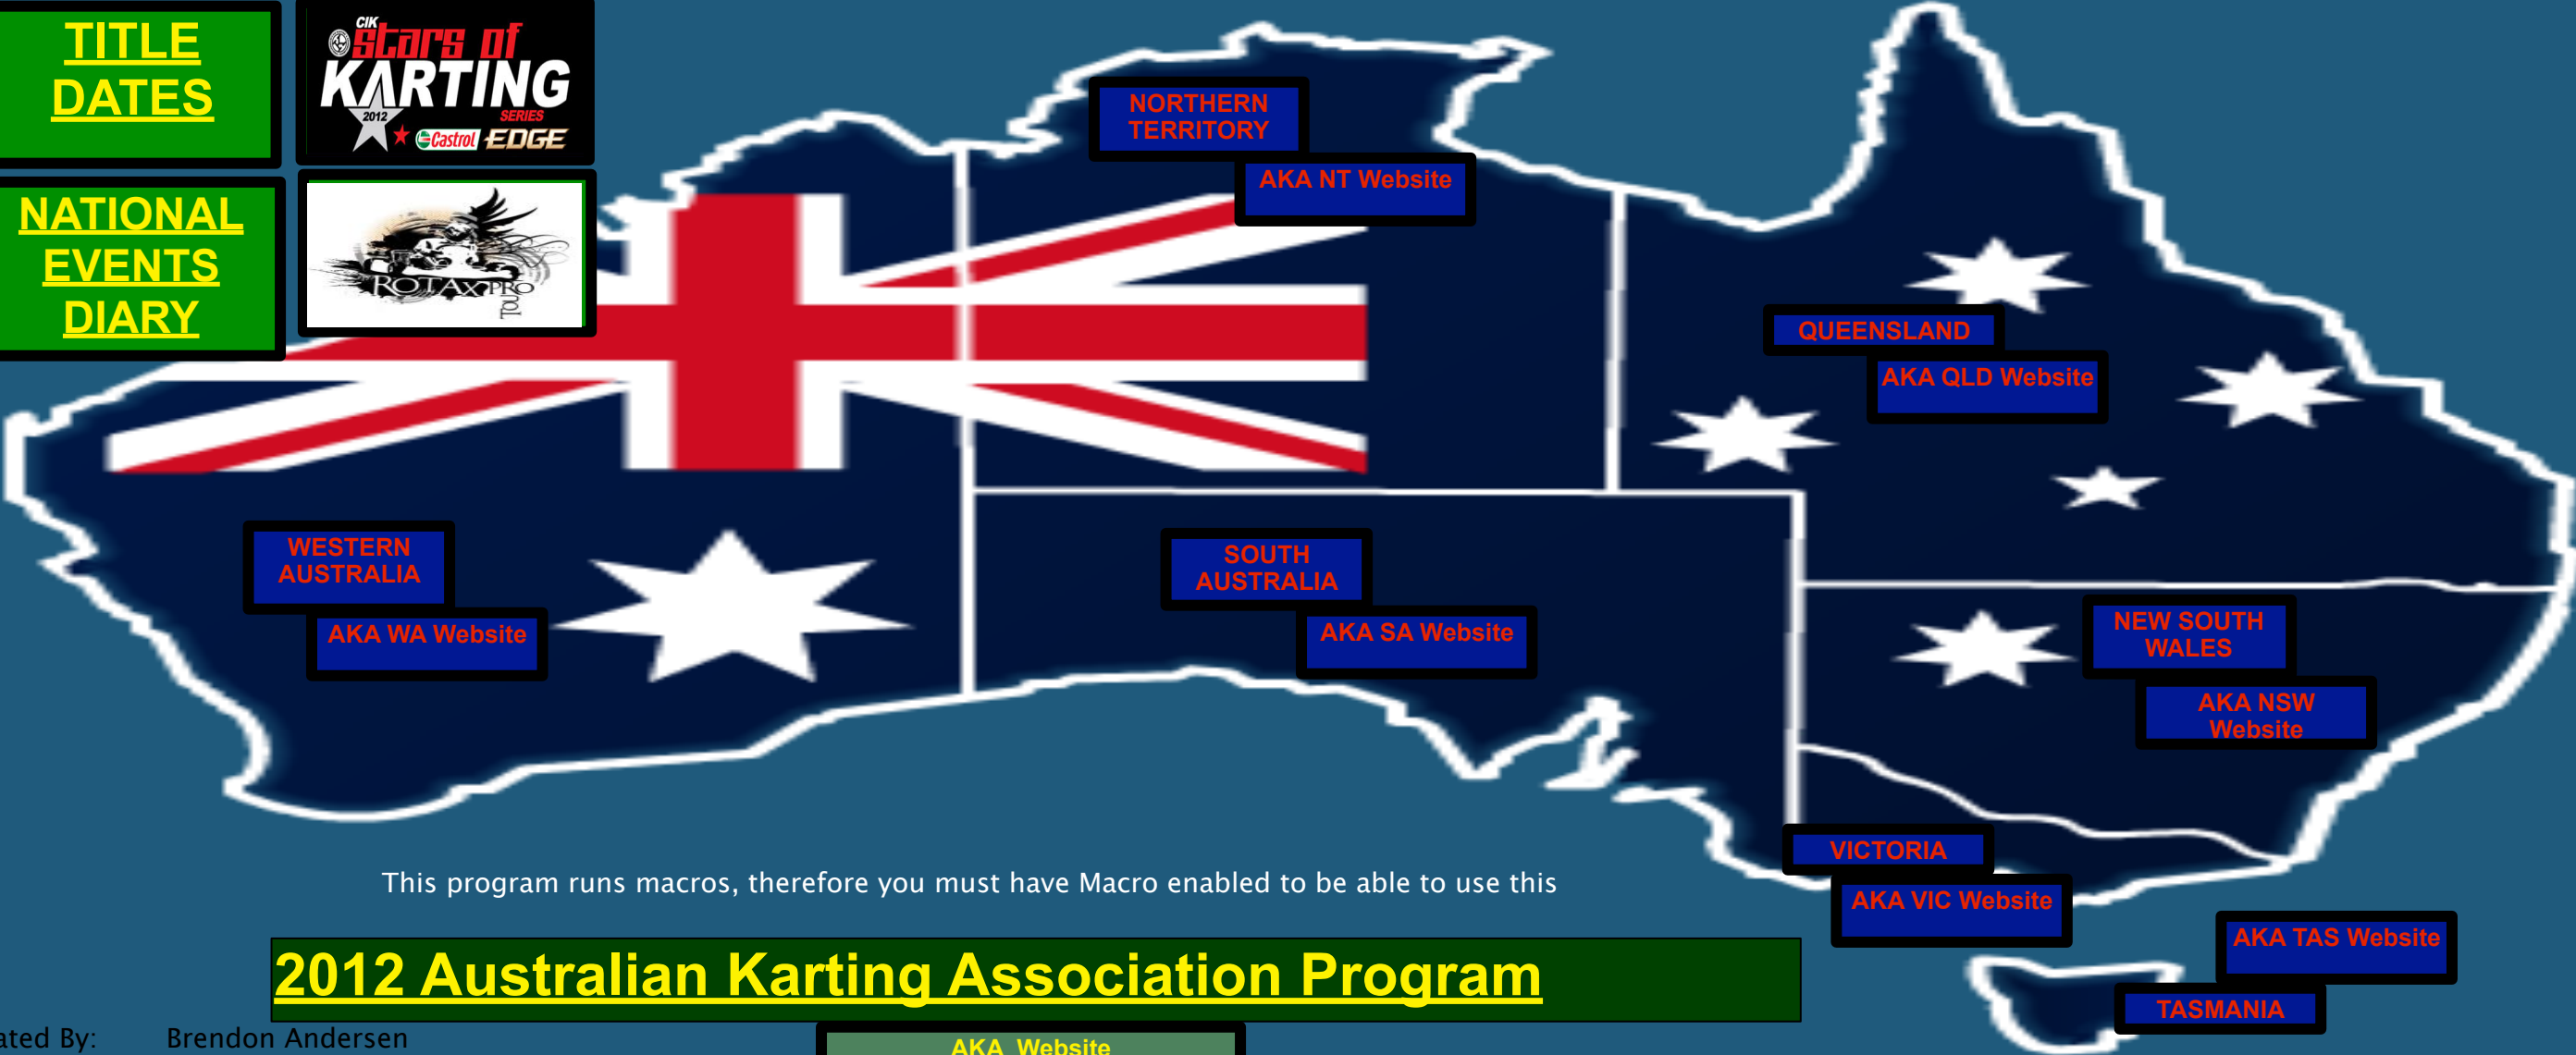 TITLE
DATES
CIK
stars of
KARTING
SERIES
2012
Castrol EDGE
NATIONAL
EVENTS
DIARY
ROTAX PRO
TOUR
NORTHERN
TERRITORY
AKA NT Website
QUEENSLAND
AKA QLD Website
WESTERN
AUSTRALIA
AKA WA Website
SOUTH
AUSTRALIA
AKA SA Website
NEW SOUTH
WALES
AKA NSW
Website
VICTORIA
AKA VIC Website
AKA TAS Website
TASMANIA
This program runs macros, therefore you must have Macro enabled to be able to use this
2012 Australian Karting Association Program
ated By: Brendon Andersen
AKA Website